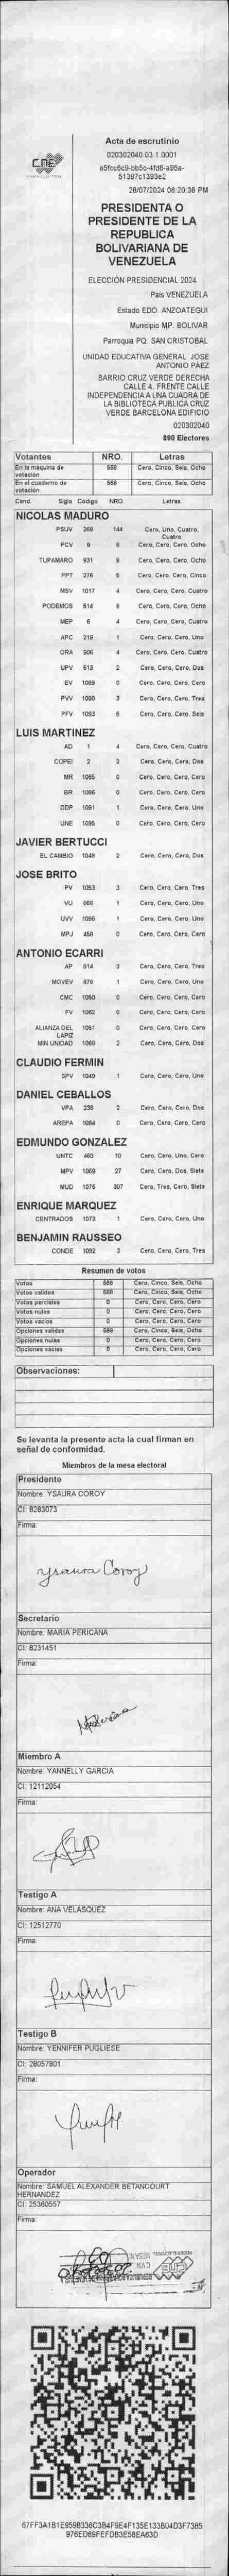 CNE
Acta de escrutinio
020302040.03.1.0001
e5fcc6c9-bb5c-4fd6-a95a-
51397c1393e2
28/07/2024 06:20:38 PM
PRESIDENTA O
PRESIDENTE DE LA
REPUBLICA
BOLIVARIANA DE
VENEZUELA
ELECCIÓN PRESIDENCIAL 2024
País VENEZUELA
Estado EDO. ANZOATEGUI
Municipio MP. BOLIVAR
Parroquia PQ. SAN CRISTOBAL
UNIDAD EDUCATIVA GENERAL JOSE
ANTONIO PÁEZ
BARRIO CRUZ VERDE DERECHA
CALLE 4. FRENTE CALLE
INDEPENDENCIA A UNA CUADRA DE
LA BIBLIOTECA PUBLICA CRUZ
VERDE BARCELONA EDIFICIO
020302040
890 Electores
Votantes NRO. Letras
En la máquina de votación 568 Cero, Cinco, Seis, Ocho
En el cuaderno de votación 568 Cero, Cinco, Seis, Ocho
Cand. Sigla Código NRO. Letras
NICOLAS MADURO
PSUV 269 144 Cero, Uno, Cuatro, Cuatro
PCV 9 8 Cero, Cero, Cero, Ocho
TUPAMARO 931 8 Cero, Cero, Cero, Ocho
PPT 276 5 Cero, Cero, Cero, Cinco
MSV 1017 4 Cero, Cero, Cero, Cuatro
PODEMOS 514 8 Cero, Cero, Cero, Ocho
MEP 6 4 Cero, Cero, Cero, Cuatro
APC 219 1 Cero, Cero, Cero, Uno
ORA 906 4 Cero, Cero, Cero, Cuatro
UPV 613 2 Cero, Cero, Cero, Dos
EV 1069 0 Cero, Cero, Cero, Cero
PVV 1090 3 Cero, Cero, Cero, Tres
PFV 1093 6 Cero, Cero, Cero, Seis
LUIS MARTINEZ
AD 1 4 Cero, Cero, Cero, Cuatro
COPEI 2 2 Cero, Cero, Cero, Dos
MR 1065 0 Cero, Cero, Cero, Cero
BR 1066 0 Cero, Cero, Cero, Cero
DDP 1091 1 Cero, Cero, Cero, Uno
UNE 1095 0 Cero, Cero, Cero, Cero
JAVIER BERTUCCI
EL CAMBIO 1048 2 Cero, Cero, Cero, Dos
JOSE BRITO
PV 1053 3 Cero, Cero, Cero, Tres
VU 669 1 Cero, Cero, Cero, Uno
UVV 1096 1 Cero, Cero, Cero, Uno
MPJ 458 0 Cero, Cero, Cero, Cero
ANTONIO ECARRI
AP 914 3 Cero, Cero, Cero, Tres
MOVEV 879 1 Cero, Cero, Cero, Uno
CMC 1050 0 Cero, Cero, Cero, Cero
FV 1062 0 Cero, Cero, Cero, Cero
ALIANZA DEL LÁPIZ 1051 0 Cero, Cero, Cero, Cero
MIN UNIDAD 1068 2 Cero, Cero, Cero, Dos
CLAUDIO FERMIN
SPV 1049 1 Cero, Cero, Cero, Uno
DANIEL CEBALLOS
VPA 236 2 Cero, Cero, Cero, Dos
AREPA 1094 0 Cero, Cero, Cero, Cero
EDMUNDO GONZALEZ
UNTC 460 10 Cero, Cero, Uno, Cero
MPV 1069 27 Cero, Cero, Dos, Siete
MUD 1075 307 Cero, Tres, Cero, Siete
ENRIQUE MARQUEZ
CENTRADOS 1073 1 Cero, Cero, Cero, Uno
BENJAMIN RAUSSEO
CONDE 1092 3 Cero, Cero, Cero, Tres
Resumen de votos
Votos 568 Cero, Cinco, Seis, Ocho
Votos validos 568 Cero, Cinco, Seis, Ocho
Votos parciales 0 Cero, Cero, Cero, Cero
Votos nulos 0 Cero, Cero, Cero, Cero
Votos vacíos 0 Cero, Cero, Cero, Cero
Opciones validas 568 Cero, Cinco, Seis, Ocho
Opciones nulas 0 Cero, Cero, Cero, Cero
Opciones vacías 0 Cero, Cero, Cero, Cero
Observaciones:
Se levanta la presente acta la cual firman en
señal de conformidad.
Miembros de la mesa electoral
Presidente
Nombre: YSAURA COROY
CI: 8263073
Firma:
Ysaura Coroy
Secretario
Nombre: MARIA PERICANA
CI: 8231451
Firma:
Miembro A
Nombre: YANNELLY GARCIA
CI: 12112054
Firma:
Testigo A
Nombre: ANA VELASQUEZ
CI: 12512770
Firma:
Testigo B
Nombre: YENNIFER PUGLIESE
CI: 28057801
Firma:
Operador
Nombre: SAMUEL ALEXANDER BETANCOURT
HERNANDEZ
CI: 25360557
Firma:
CNE
67FF3A1B1E9598336C3B4F9E4F135E133B04D3F7385
976ED69FEFDB3E5BEA63D